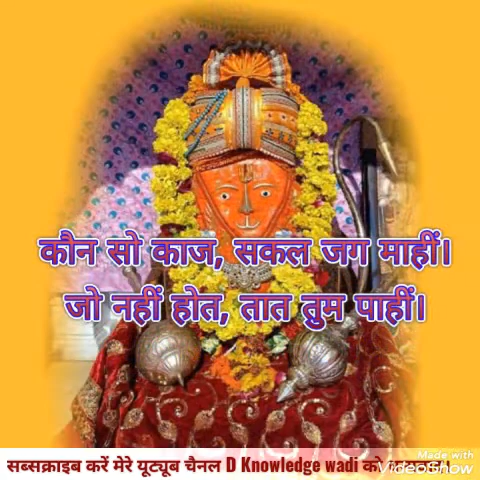 कौन सो काज, सकल जग माहीं।
जो नहीं होत, तात तुम पाहीं।
Made with
VideoShow
सब्सक्राइब करें मेरे यूट्यूब चैनल D Knowledge wadi को